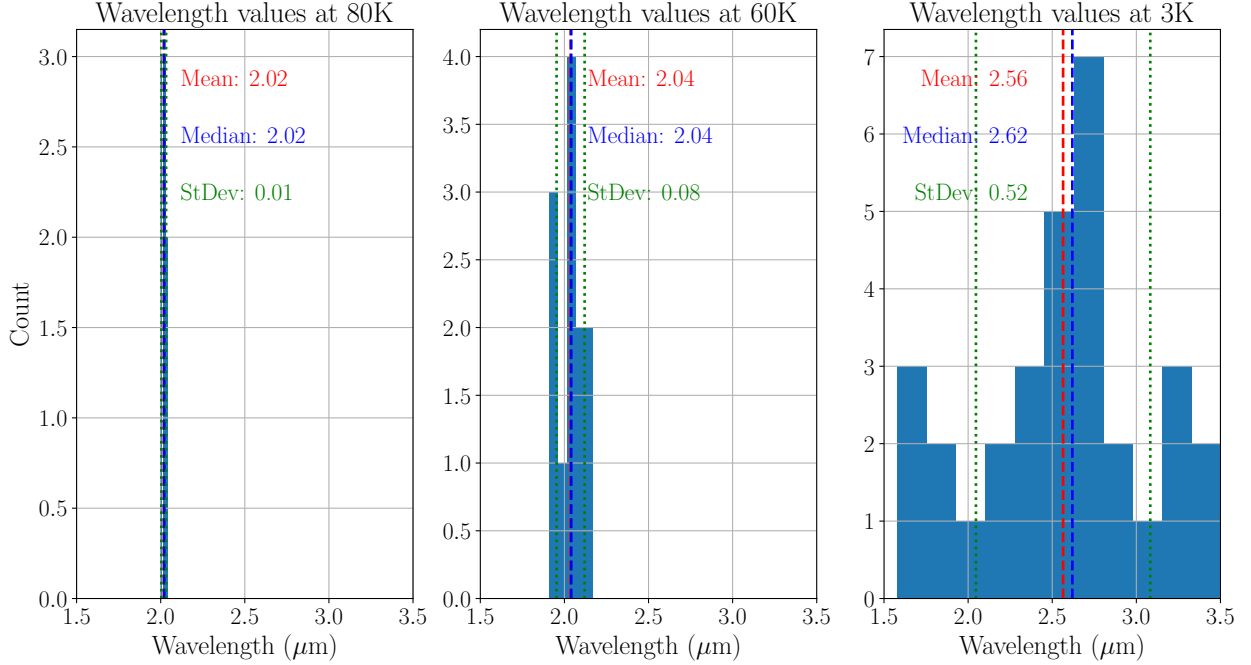 Wavelength values at 80K
Mean: 2.02
Median: 2.02
StDev: 0.01
Count
0.0
0.5
1.0
1.5
2.0
2.5
3.0
1.5
2.0
2.5
3.0
3.5
Wavelength (μm)
Wavelength values at 60K
Mean: 2.04
Median: 2.04
StDev: 0.08
0.0
0.5
1.0
1.5
2.0
2.5
3.0
3.5
4.0
1.5
2.0
2.5
3.0
3.5
Wavelength (μm)
Wavelength values at 3K
Mean: 2.56
Median: 2.62
StDev: 0.52
0
1
2
3
4
5
6
7
1.5
2.0
2.5
3.0
3.5
Wavelength (μm)